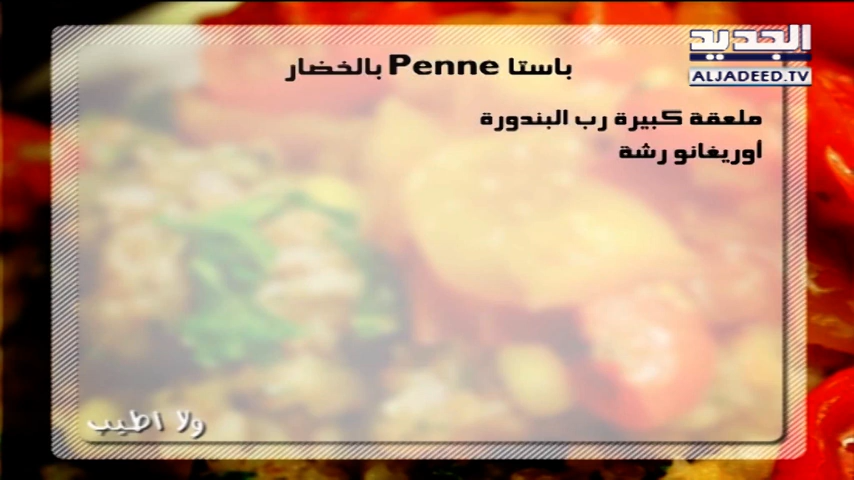 الجديد
ALJADEED.TV
باستا Penne بالخضار
ملعقة كبيرة رب البندورة
أوريغانو رشة
ولا اطيب